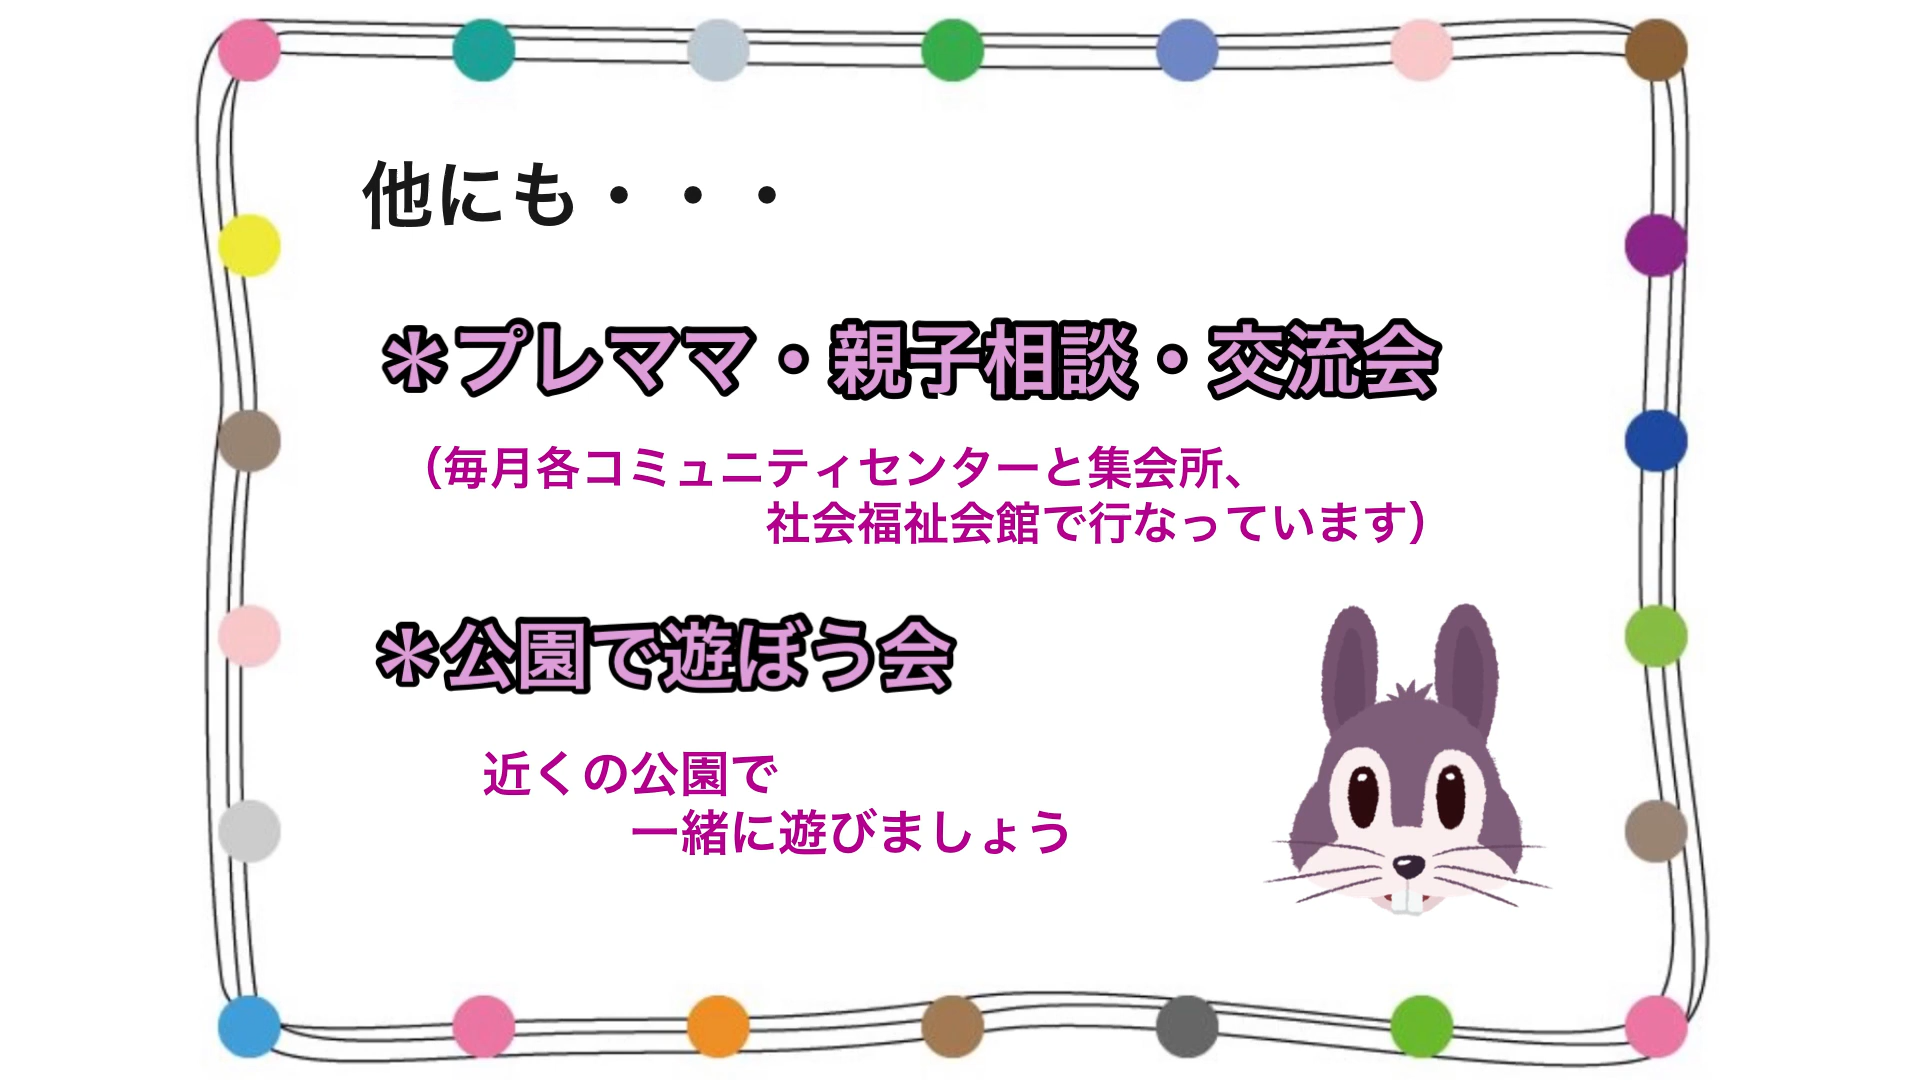 他にも・・・
＊プレママ・親子相談・交流会
（毎月各コミュニティセンターと集会所、
社会福祉会館で行なっています）
＊公園で遊ぼう会
近くの公園で
一緒に遊びましょう